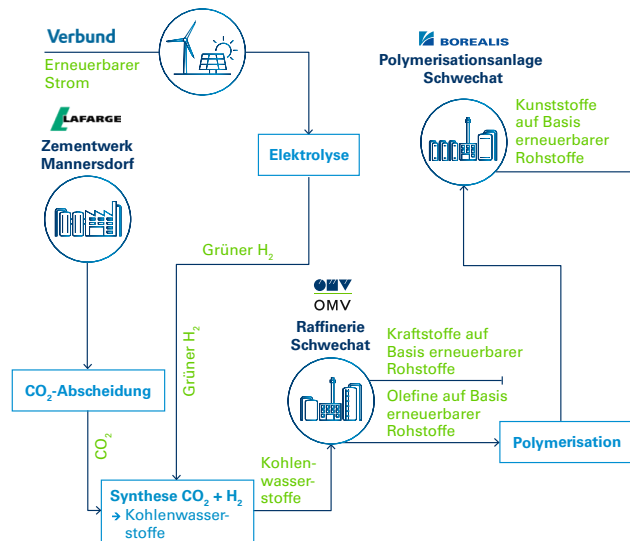 Verbund
Erneuerbarer
Strom
LAFARGE
Zementwerk
Mannersdorf
Elektrolyse
BOREALIS
Polymerisationsanlage
Schwechat
Kunststoffe
auf Basis
erneuerbarer
Rohstoffe
Grüner H₂
Grüner H₂
OMV
OMV
Raffinerie
Schwechat
Kraftstoffe auf
Basis erneuerbarer
Rohstoffe
Olefine auf Basis
erneuerbarer
Rohstoffe
CO₂-Abscheidung
CO₂
Polymerisation
Kohlen-
wasser-
stoffe
Synthese CO₂ + H₂
→ Kohlenwasser-
stoffe